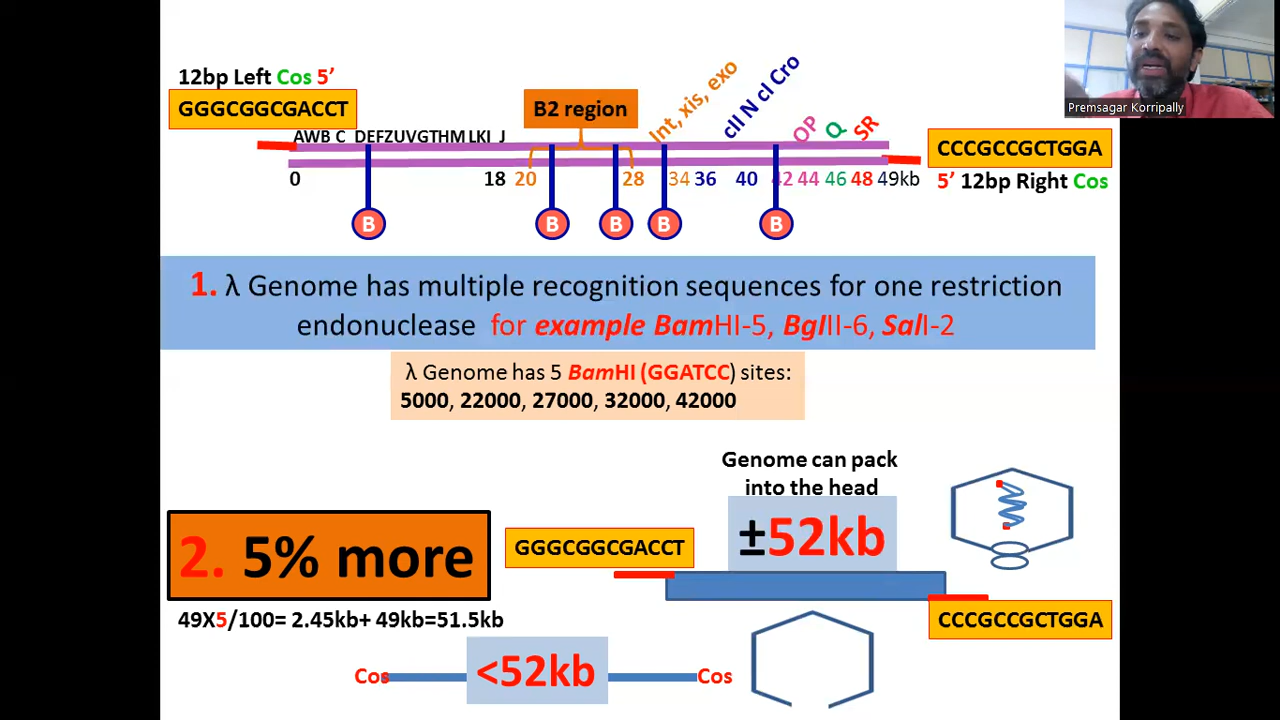 12bp Left Cos 5’
GGGCGGCGACCT
B2 region
Int, xis, exo
cII N cI Cro
OP
Q
SR
AWB C DEFZUVGTHM LKI J
CCCGCCGCTGGA
5’ 12bp Right Cos
0 18 20 28 34 36 40 42 44 46 48 49kb
B B B B B
1. λ Genome has multiple recognition sequences for one restriction
endonuclease for example BamHI-5, BglII-6, SalI-2
λ Genome has 5 BamHI (GGATCC) sites:
5000, 22000, 27000, 32000, 42000
Genome can pack
into the head
±52kb
2. 5% more
GGGCGGCGACCT
CCCGCCGCTGGA
49X5/100= 2.45kb+ 49kb=51.5kb
Cos <52kb Cos
Premsagar Korripally